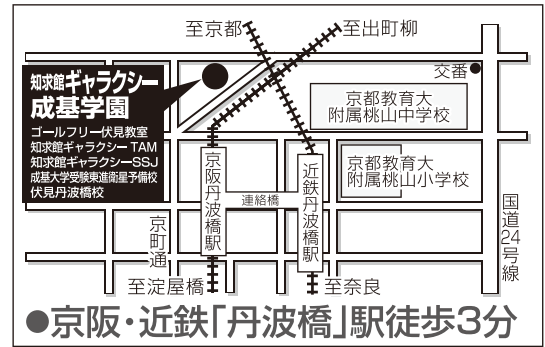 至京都
至出町柳
交番
知求館ギャラクシー
成基学園
ゴールフリー伏見教室
知求館ギャラクシー TAM
知求館ギャラクシーSSJ
成基大学受験東進衛星予備校
伏見丹波橋校
京都教育大
附属桃山中学校
京都教育大
附属桃山小学校
京阪丹波橋駅
近鉄丹波橋駅
連絡橋
京町通
国道24号線
至淀屋橋
至奈良
●京阪・近鉄「丹波橋」駅徒歩3分